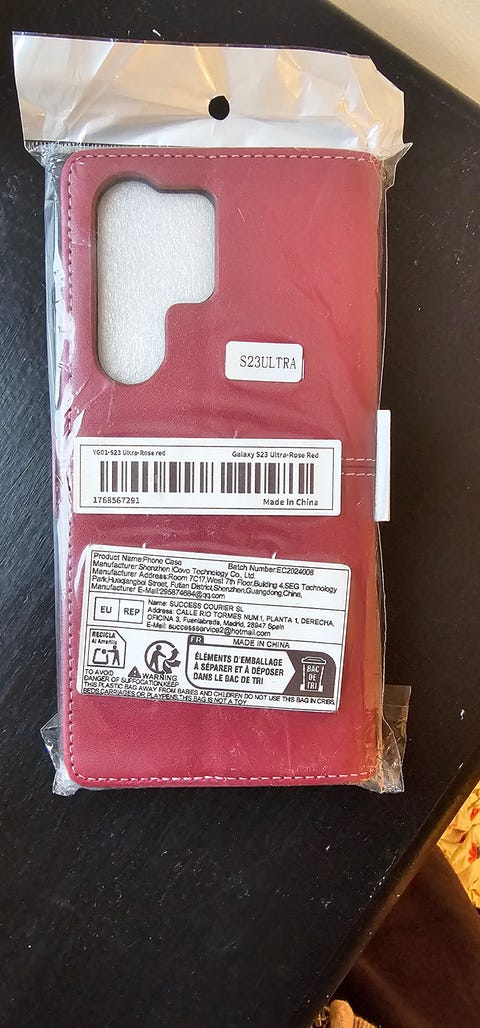 S23ULTRA
YG01-S23 Ultra-Rose red
Galaxy S23 Ultra-Rose Red
1768567291
Made in China
Product Name:Phone Case
Batch Number:EC2024008
Manufacturer:Shenzhen iCovo Technology Co., Ltd.
Manufacturer Address:Room 7C17,West 7th Floor,Building 4,SEG Technology
Park,Huaqiangbei Street, Futian District,Shenzhen,Guangdong,China,
Manufacturer E-Mail:295874684@qq.com
EU REP
Name: SUCCESS COURIER SL
Address: CALLE RIO TORMES NUM.1, PLANTA 1, DERECHA,
OFICINA 3, Fuenlabrada, Madrid, 28947 Spain
E-Mail: successservice2@hotmail.com
RECICLA
Al Amarillo
FR
MADE IN CHINA
ÉLÉMENTS D'EMBALLAGE
À SÉPARER ET À DÉPOSER
DANS LE BAC DE TRI
BAC
DE
TRI
WARNING
TO AVOID
DANGER OF SUFFOCATION,KEEP
THIS PLASTIC BAG AWAY FROM BABIES AND CHILDREN DO NOT USE THIS BAG IN CRIBS,
BEDS,CARRIAGES OR PLAYPENS.THIS BAG IS NOT A TOY